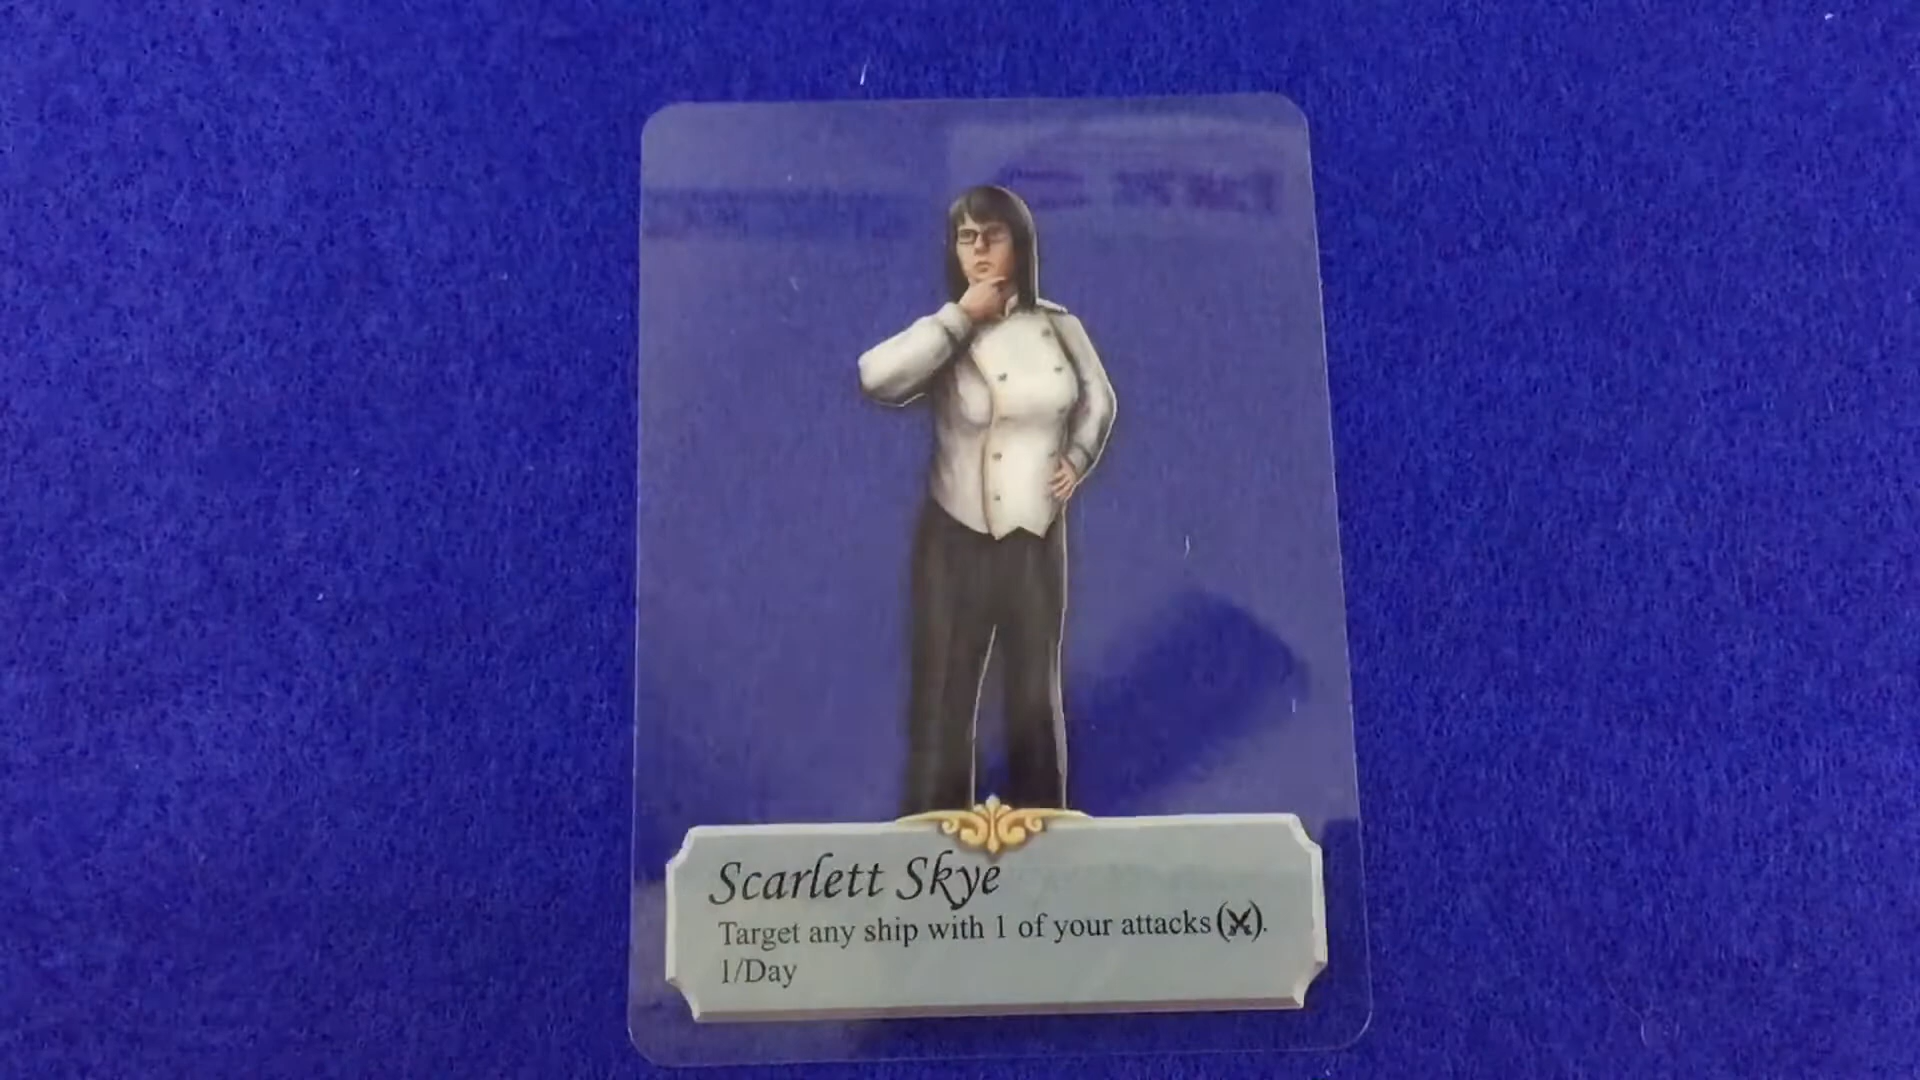 Scarlett Skye
Target any ship with 1 of your attacks ( ).
1/Day